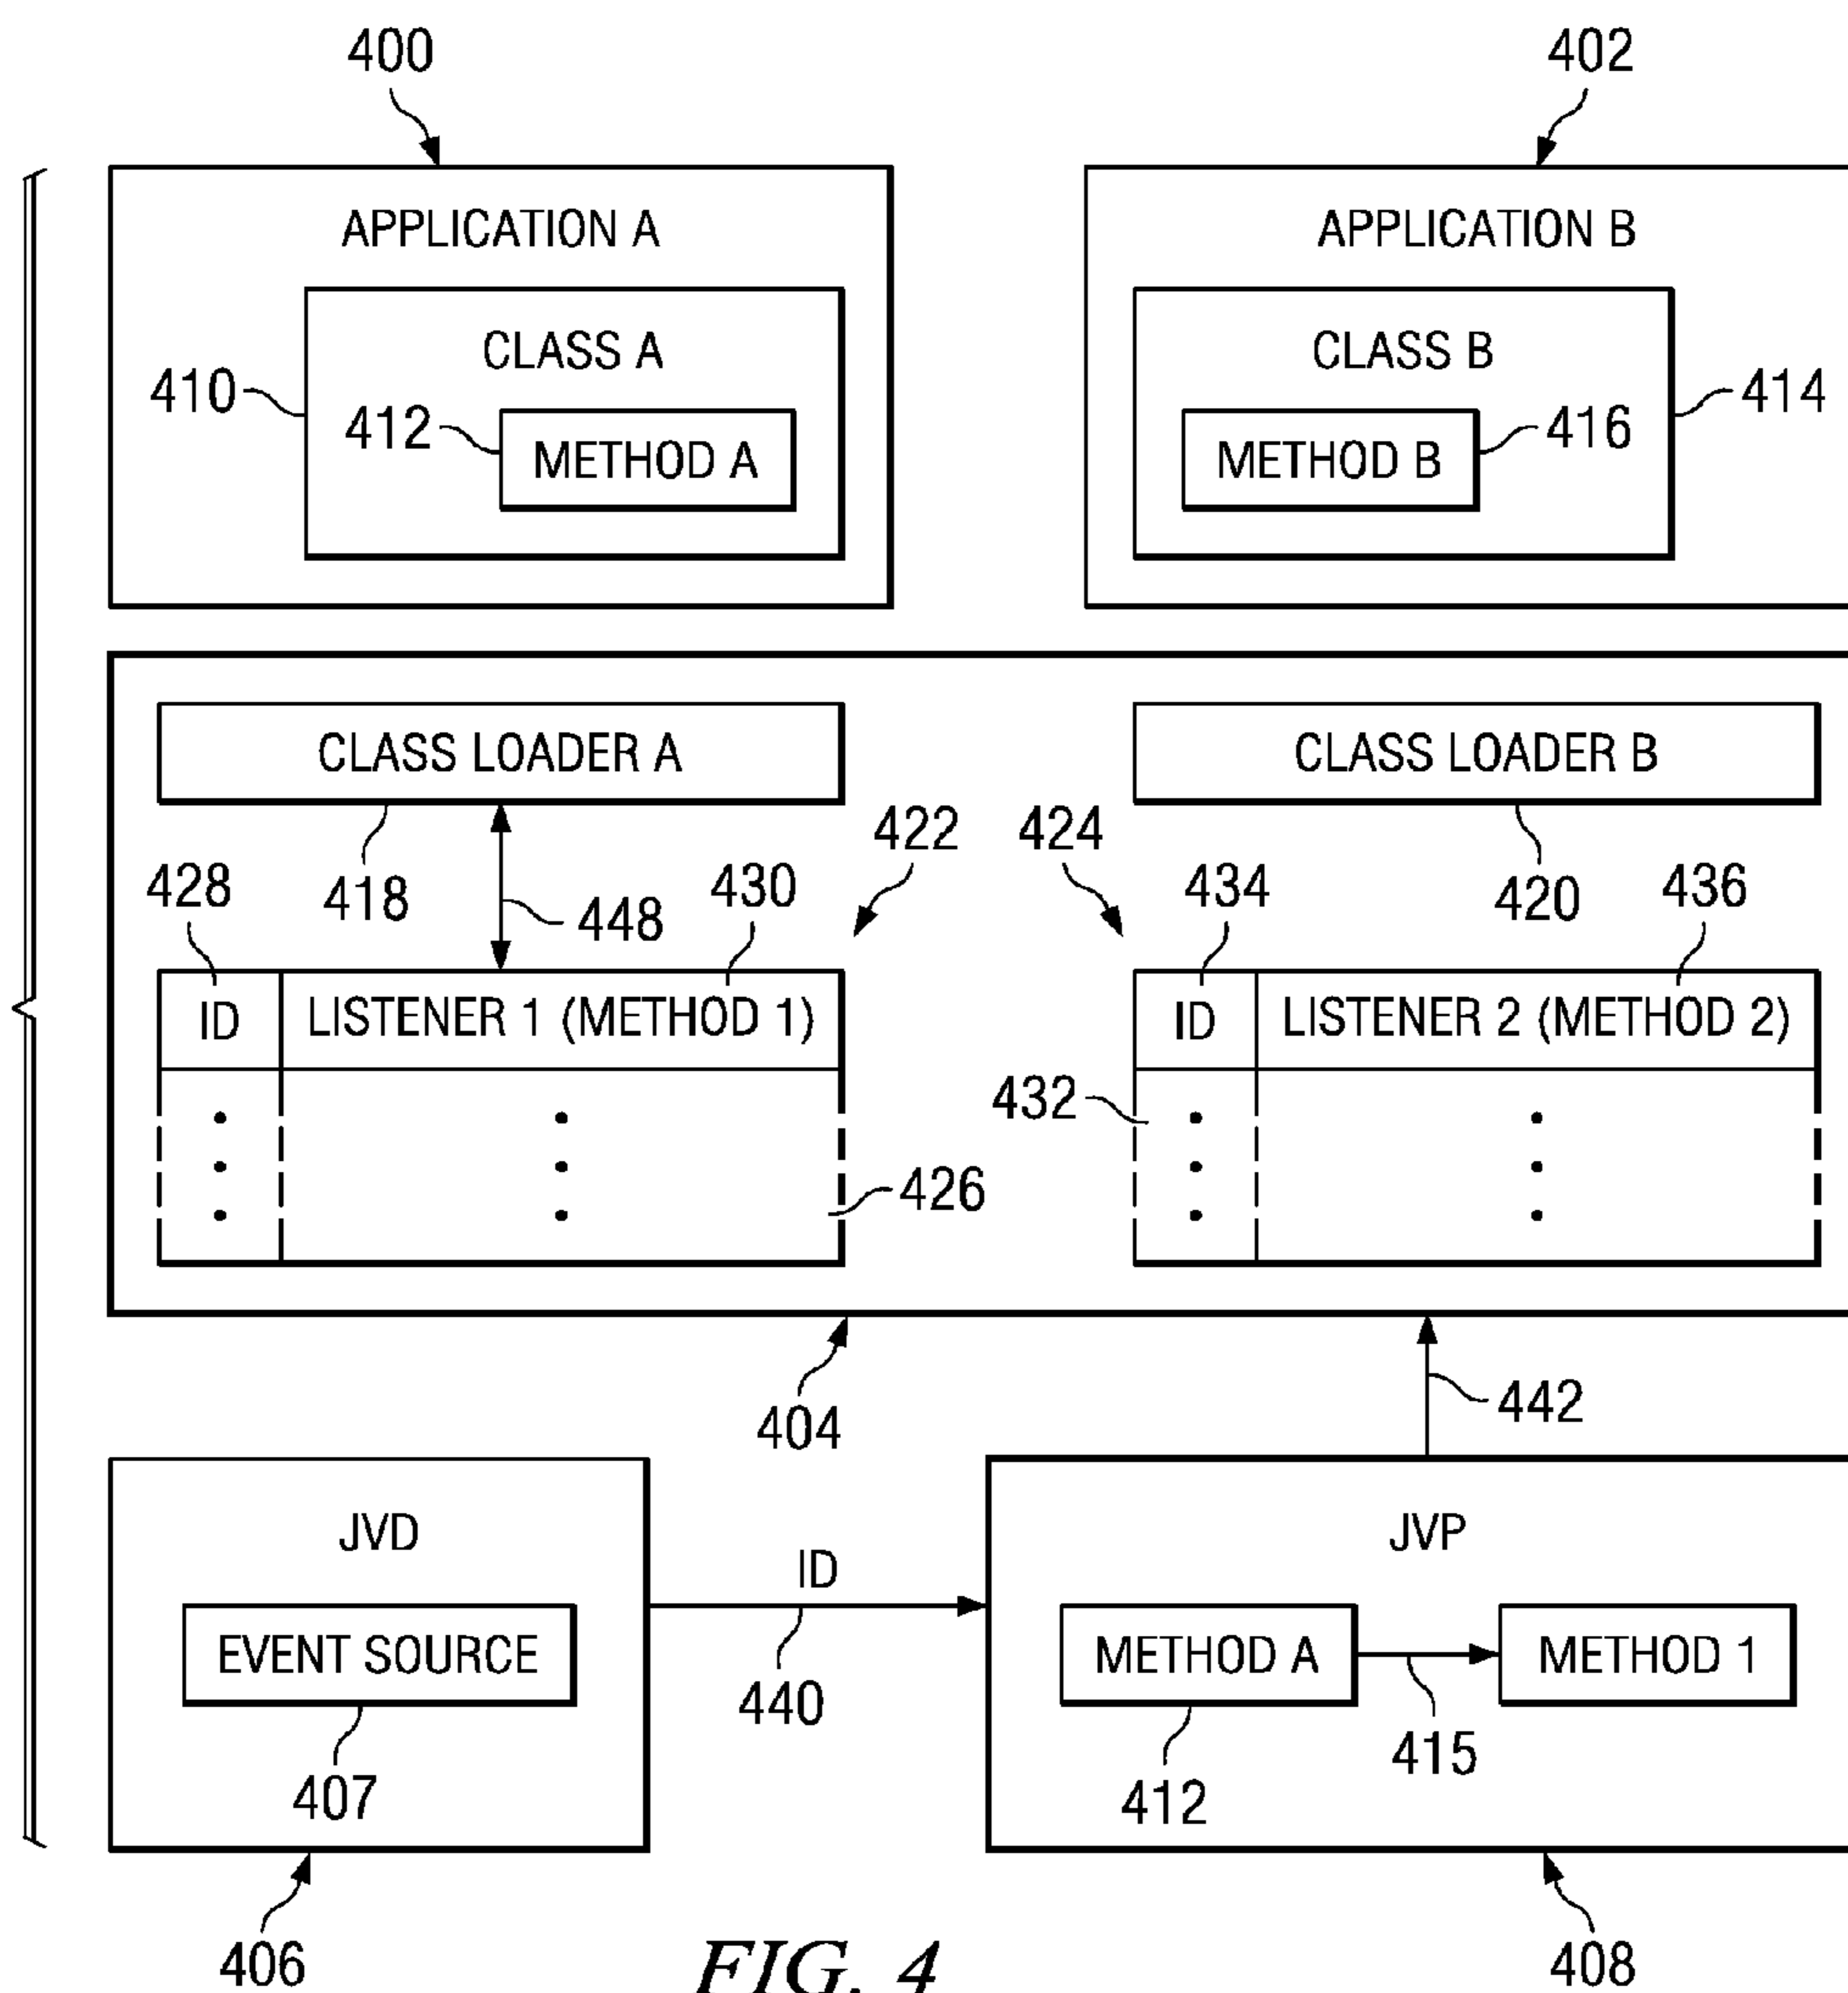 400
402
APPLICATION A
APPLICATION B
CLASS A
CLASS B
410
414
412
416
METHOD A
METHOD B
CLASS LOADER A
CLASS LOADER B
422
424
428
418
448
430
434
420
436
ID
LISTENER 1 (METHOD 1)
ID
LISTENER 2 (METHOD 2)
432
426
404
442
JVD
JVP
ID
EVENT SOURCE
METHOD A
METHOD 1
440
415
407
412
406
408
FIG. 4